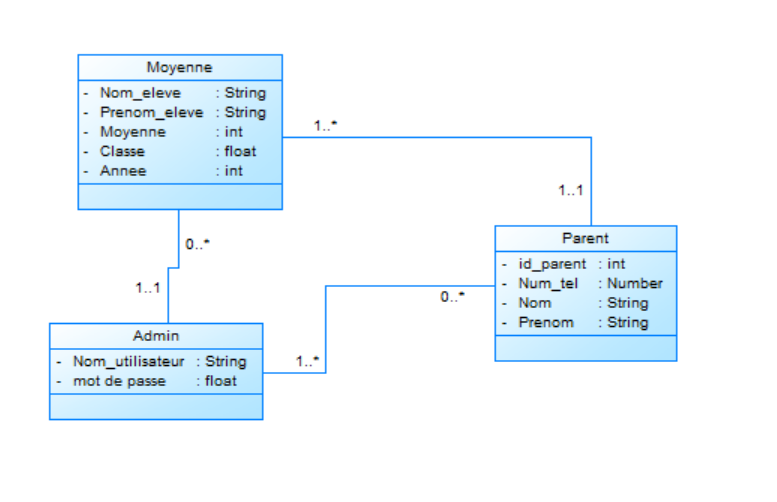 Moyenne
- Nom_eleve : String
- Prenom_eleve : String
- Moyenne : int
- Classe : float
- Annee : int
1..*
1..1
0..*
1..1
Parent
- id_parent : int
- Num_tel : Number
- Nom : String
- Prenom : String
0..*
1..*
Admin
- Nom_utilisateur : String
- mot de passe : float